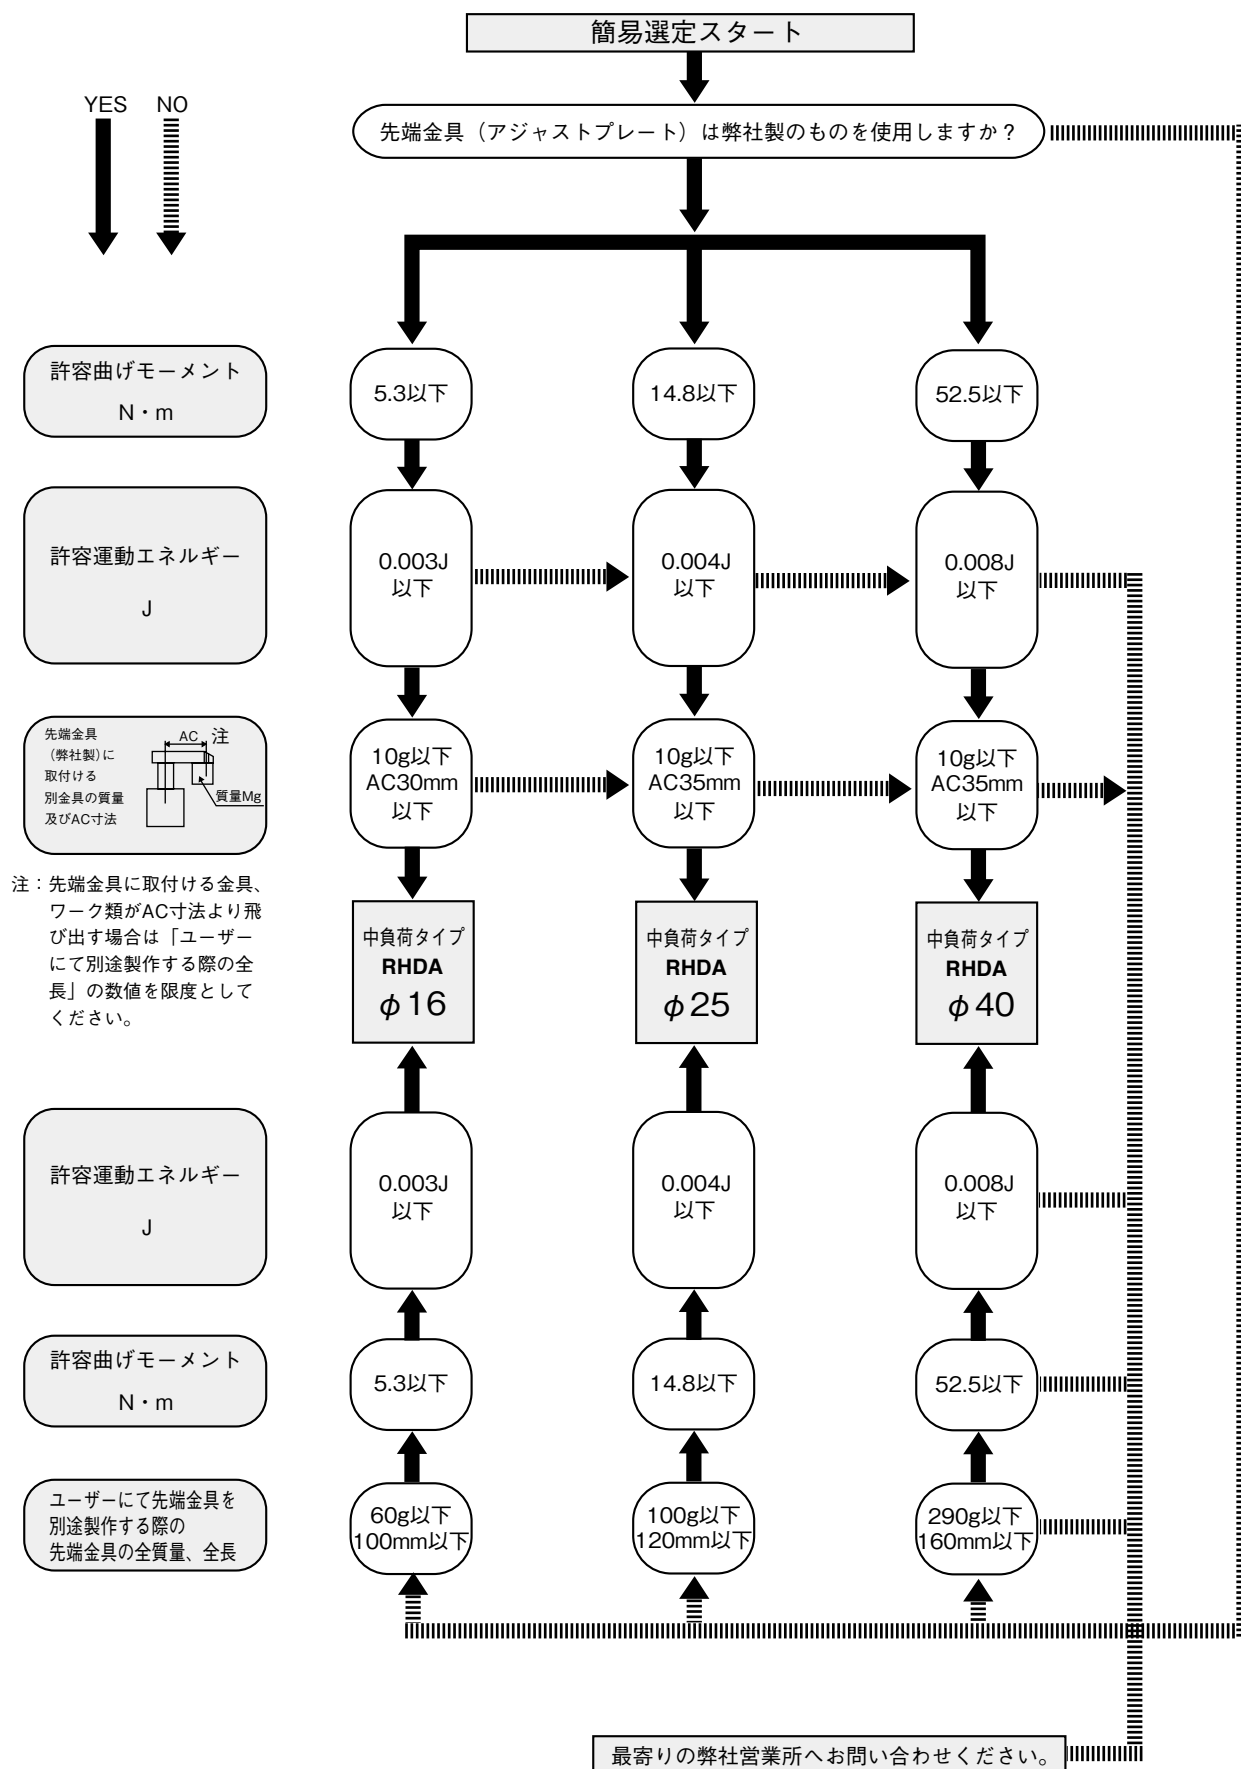 簡易選定スタート
YES NO
先端金具（アジャストプレート）は弊社製のものを使用しますか？
許容曲げモーメント
N・m
5.3以下
14.8以下
52.5以下
許容運動エネルギー
J
0.003J
以下
0.004J
以下
0.008J
以下
先端金具
（弊社製）に
取付ける
別金具の質量
及びAC寸法
AC 注
質量Mg
10g以下
AC30mm
以下
10g以下
AC35mm
以下
10g以下
AC35mm
以下
注：先端金具に取付ける金具、
ワーク類がAC寸法より飛
び出す場合は「ユーザー
にて別途製作する際の全
長」の数値を限度として
ください。
中負荷タイプ
RHDA
φ16
中負荷タイプ
RHDA
φ25
中負荷タイプ
RHDA
φ40
許容運動エネルギー
J
0.003J
以下
0.004J
以下
0.008J
以下
許容曲げモーメント
N・m
5.3以下
14.8以下
52.5以下
ユーザーにて先端金具を
別途製作する際の
先端金具の全質量、全長
60g以下
100mm以下
100g以下
120mm以下
290g以下
160mm以下
最寄りの弊社営業所へお問い合わせください。